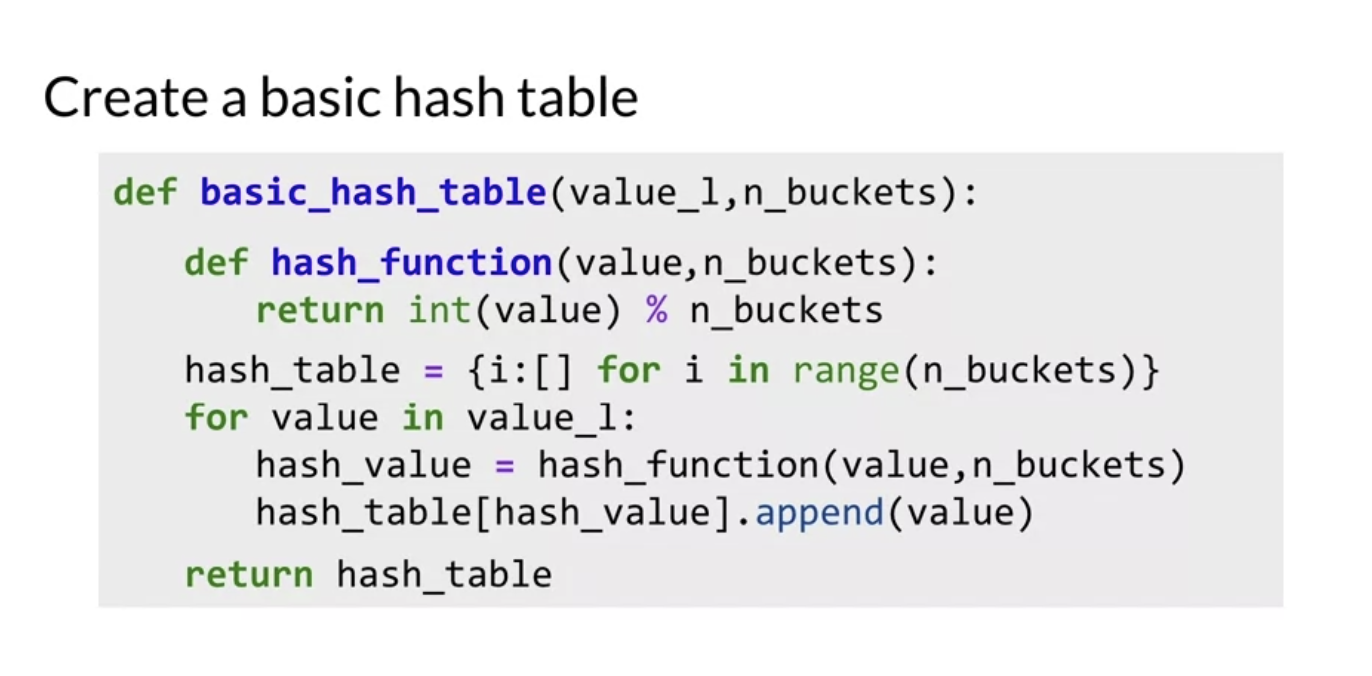 Create a basic hash table
def basic_hash_table(value_l,n_buckets):
    def hash_function(value,n_buckets):
        return int(value) % n_buckets
    hash_table = {i:[] for i in range(n_buckets)}
    for value in value_l:
        hash_value = hash_function(value,n_buckets)
        hash_table[hash_value].append(value)
    return hash_table